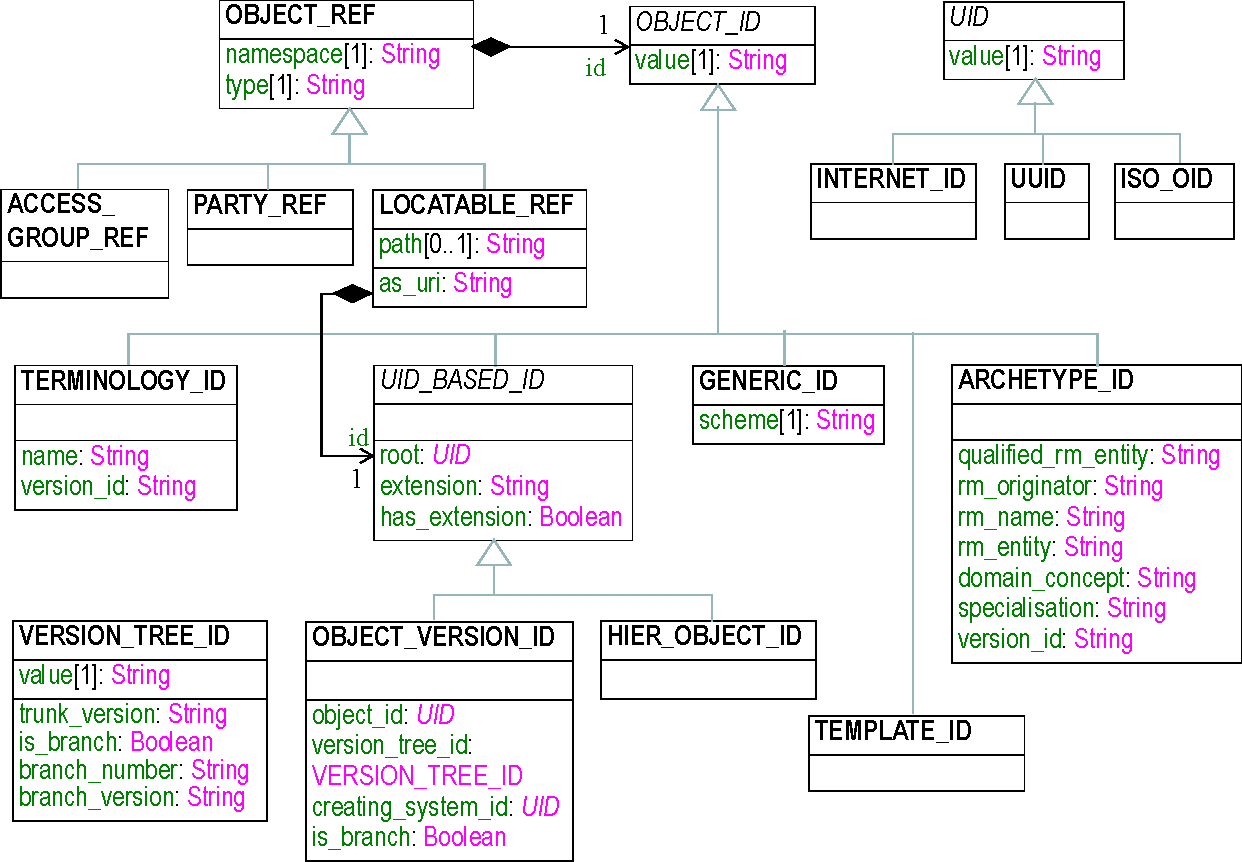 OBJECT_REF
namespace[1]: String
type[1]: String
1
id
OBJECT_ID
value[1]: String
UID
value[1]: String
ACCESS_
GROUP_REF
PARTY_REF
LOCATABLE_REF
path[0..1]: String
as_uri: String
INTERNET_ID
UUID
ISO_OID
TERMINOLOGY_ID
name: String
version_id: String
id
1
UID_BASED_ID
root: UID
extension: String
has_extension: Boolean
GENERIC_ID
scheme[1]: String
ARCHETYPE_ID
qualified_rm_entity: String
rm_originator: String
rm_name: String
rm_entity: String
domain_concept: String
specialisation: String
version_id: String
VERSION_TREE_ID
value[1]: String
trunk_version: String
is_branch: Boolean
branch_number: String
branch_version: String
OBJECT_VERSION_ID
object_id: UID
version_tree_id:
VERSION_TREE_ID
creating_system_id: UID
is_branch: Boolean
HIER_OBJECT_ID
TEMPLATE_ID